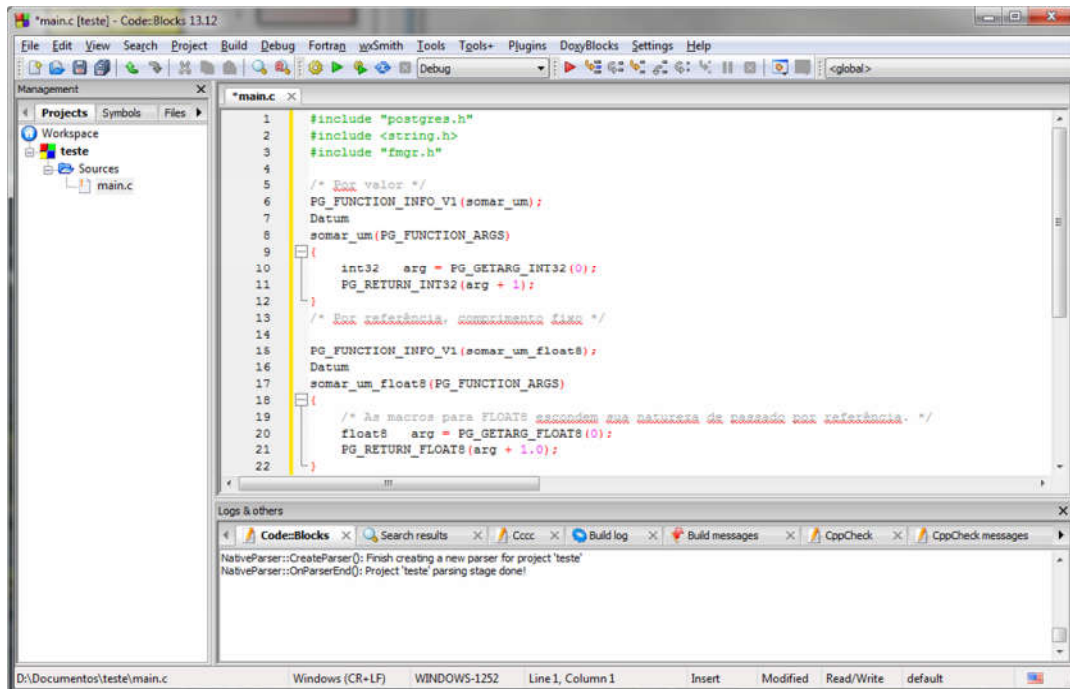 *main.c [teste] - Code::Blocks 13.12
File Edit View Search Project Build Debug Fortran wxSmith Tools Tools+ Plugins DoxyBlocks Settings Help
Debug <global>
Management
Projects Symbols Files
Workspace
teste
Sources
main.c
*main.c
1 #include "postgres.h"
2 #include <string.h>
3 #include "fmgr.h"
4
5 /* Por valor */
6 PG_FUNCTION_INFO_V1(somar_um);
7 Datum
8 somar_um(PG_FUNCTION_ARGS)
9 {
10 int32 arg = PG_GETARG_INT32(0);
11 PG_RETURN_INT32(arg + 1);
12 }
13 /* Por referência, comprimento fixo */
14
15 PG_FUNCTION_INFO_V1(somar_um_float8);
16 Datum
17 somar_um_float8(PG_FUNCTION_ARGS)
18 {
19 /* As macros para FLOAT8 escondem sua natureza de passado por referência. */
20 float8 arg = PG_GETARG_FLOAT8(0);
21 PG_RETURN_FLOAT8(arg + 1.0);
22 }
Logs & others
Code::Blocks Search results Cccc Build log Build messages CppCheck CppCheck messages
NativeParser::CreateParser(): Finish creating a new parser for project 'teste'
NativeParser::OnParserEnd(): Project 'teste' parsing stage done!
D:\Documentos\teste\main.c Windows (CR+LF) WINDOWS-1252 Line 1, Column 1 Insert Modified Read/Write default